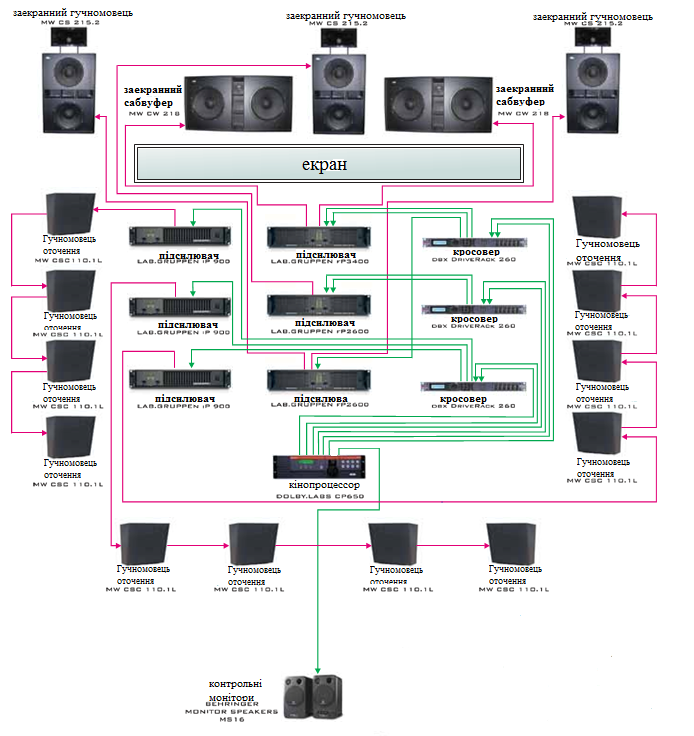 заекранний гучномовець
MW CS 215.2
заекранний гучномовець
MW CS 215.2
заекранний гучномовець
MW CS 215.2
заекранний
сабвуфер
MW CW 218
заекранний
сабвуфер
MW CW 218
екран
Гучномовець
оточення
MW CSC110.1L
підсилювач
LAB.GRUPPEN iP 900
підсилювач
LAB.GRUPPEN FP3400
кросовер
DBX DriveRack 260
Гучномовець
оточення
MW CSC 110.1L
Гучномовець
оточення
MW CSC 110.1L
підсилювач
LAB.GRUPPEN iP 900
підсилювач
LAB.GRUPPEN FP2600
кросовер
DBX DriveRack 260
Гучномовець
оточення
MW CSC 110.1L
Гучномовець
оточення
MW CSC 110.1L
підсилювач
LAB.GRUPPEN iP 900
підсилюва
LAB.GRUPPEN FP2600
кросовер
DBX DriveRack 260
Гучномовець
оточення
MW CSC 110.1L
Гучномовець
оточення
MW CSC 110.1L
кінопроцессор
DOLBY.LABS CP650
Гучномовець
оточення
MW CSC 110.1L
Гучномовець
оточення
MW CSC 110.1L
Гучномовець
оточення
MW CSC 110.1L
Гучномовець
оточення
MW CSC 110.1L
Гучномовець
оточення
MW CSC 110.1L
контрольні
монітори
BEHRINGER
MONITOR SPEAKERS
MS16